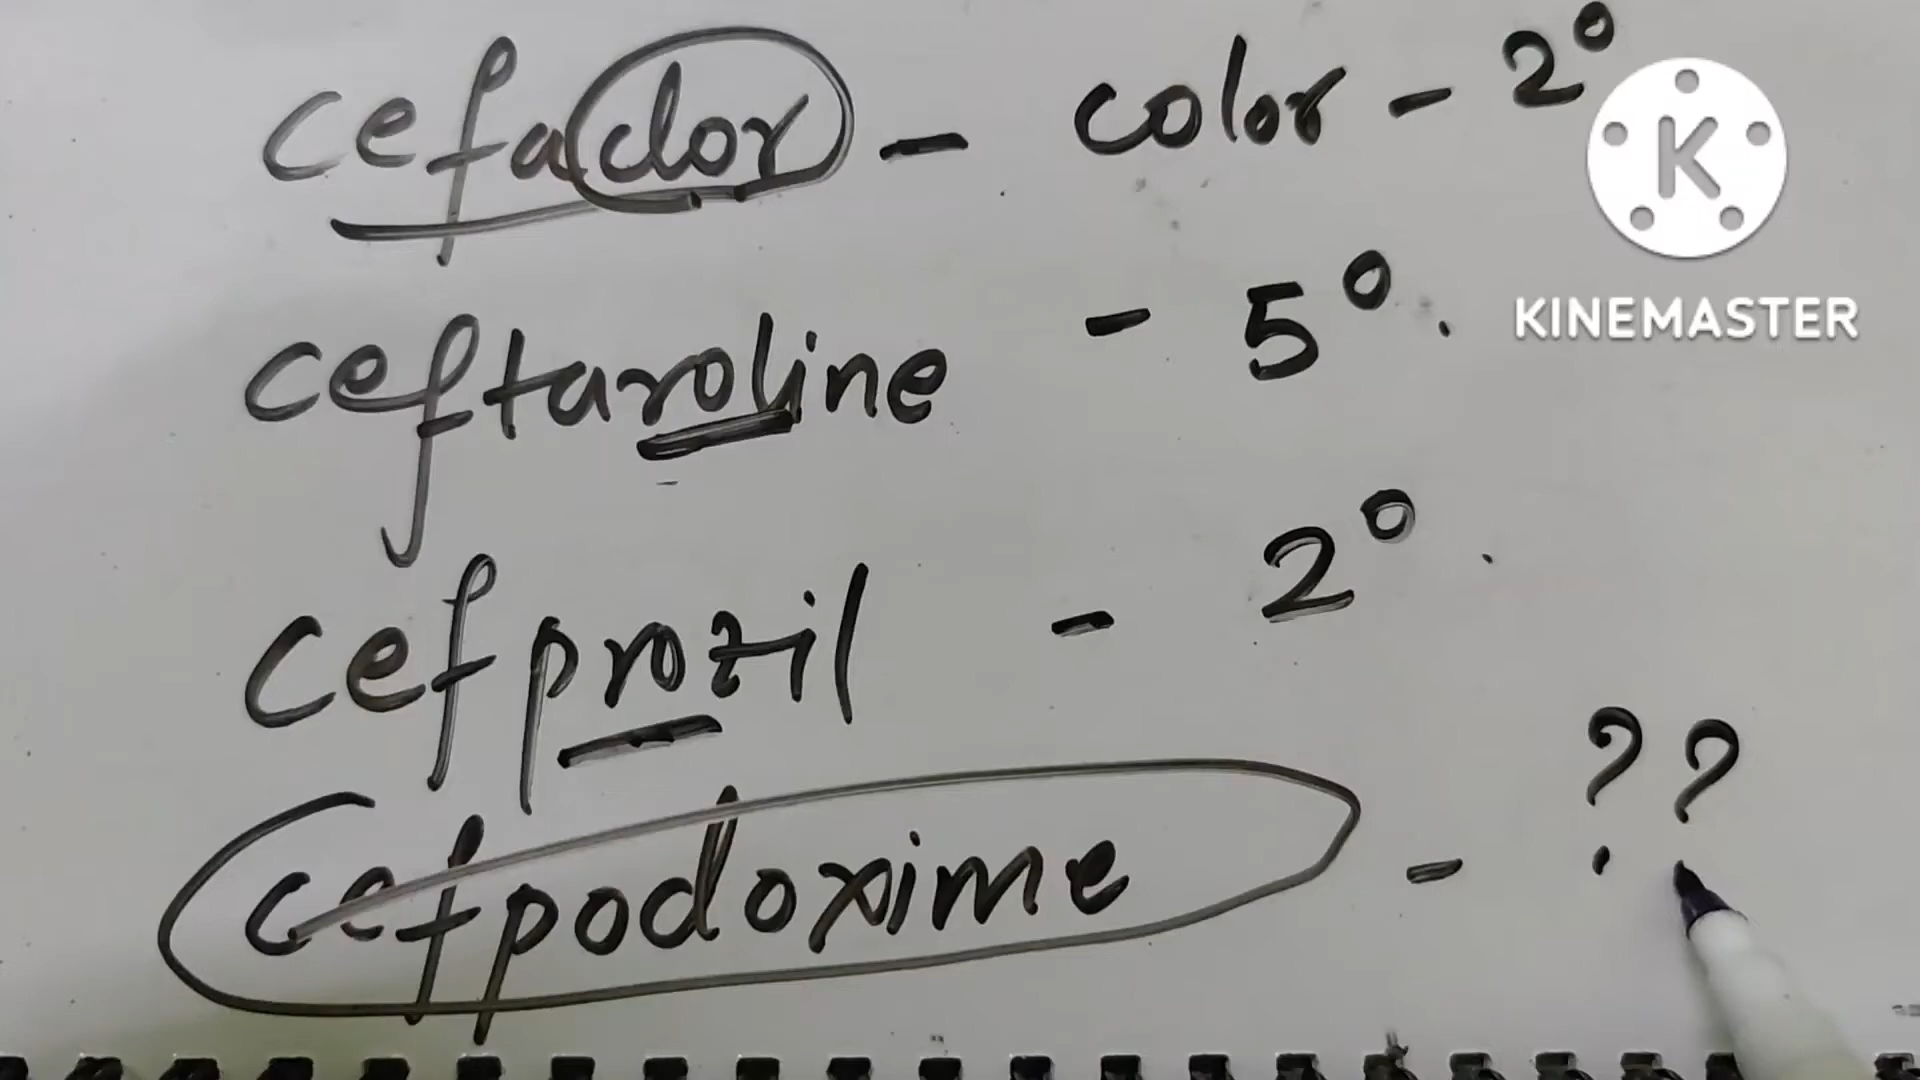 cefaclor - color - 2°
ceftaroline - 5°.
cefprozil - 2°.
cefpodoxime - ??
K
KINEMASTER